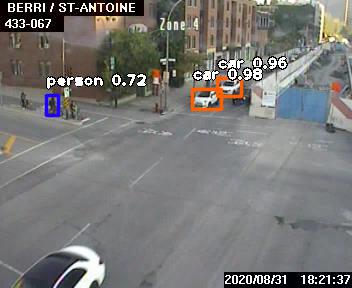 BERRI / ST-ANTOINE
433-067
Zone 4
car 0.96
car 0.98
person 0.72
2020/08/31 18:21:37